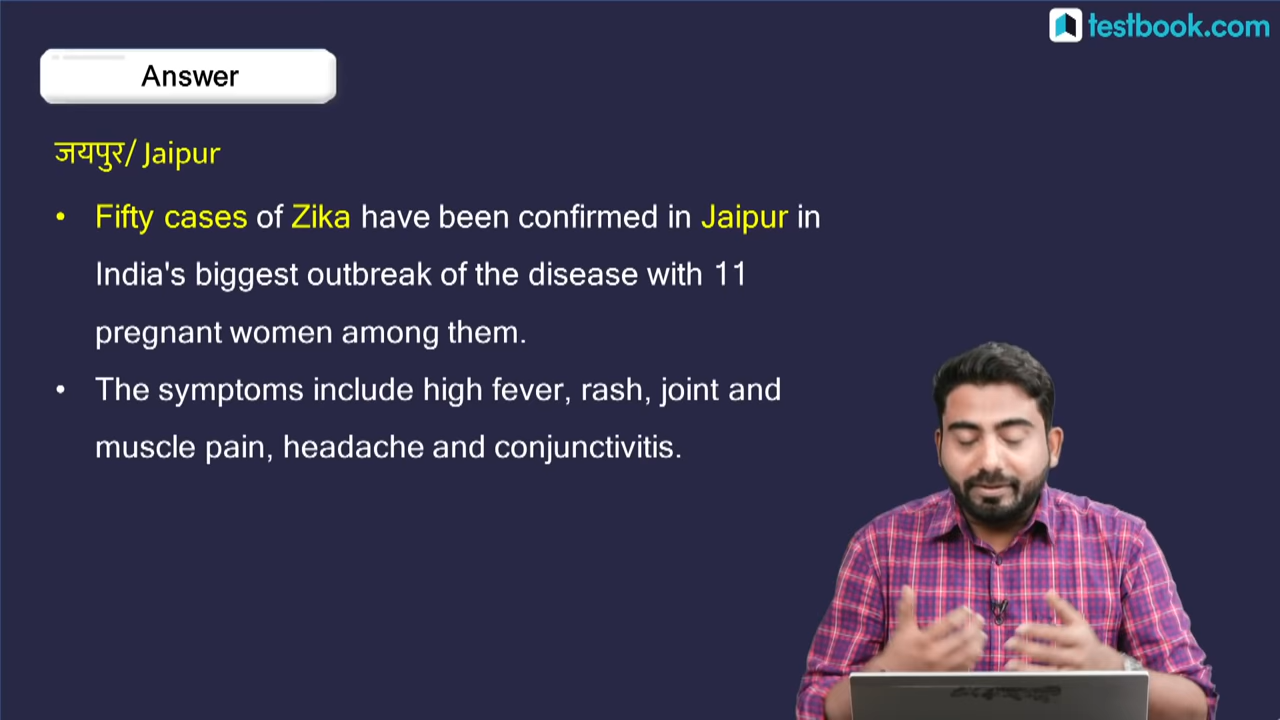 testbook.com
Answer
जयपुर/ Jaipur
• Fifty cases of Zika have been confirmed in Jaipur in
India's biggest outbreak of the disease with 11
pregnant women among them.
• The symptoms include high fever, rash, joint and
muscle pain, headache and conjunctivitis.